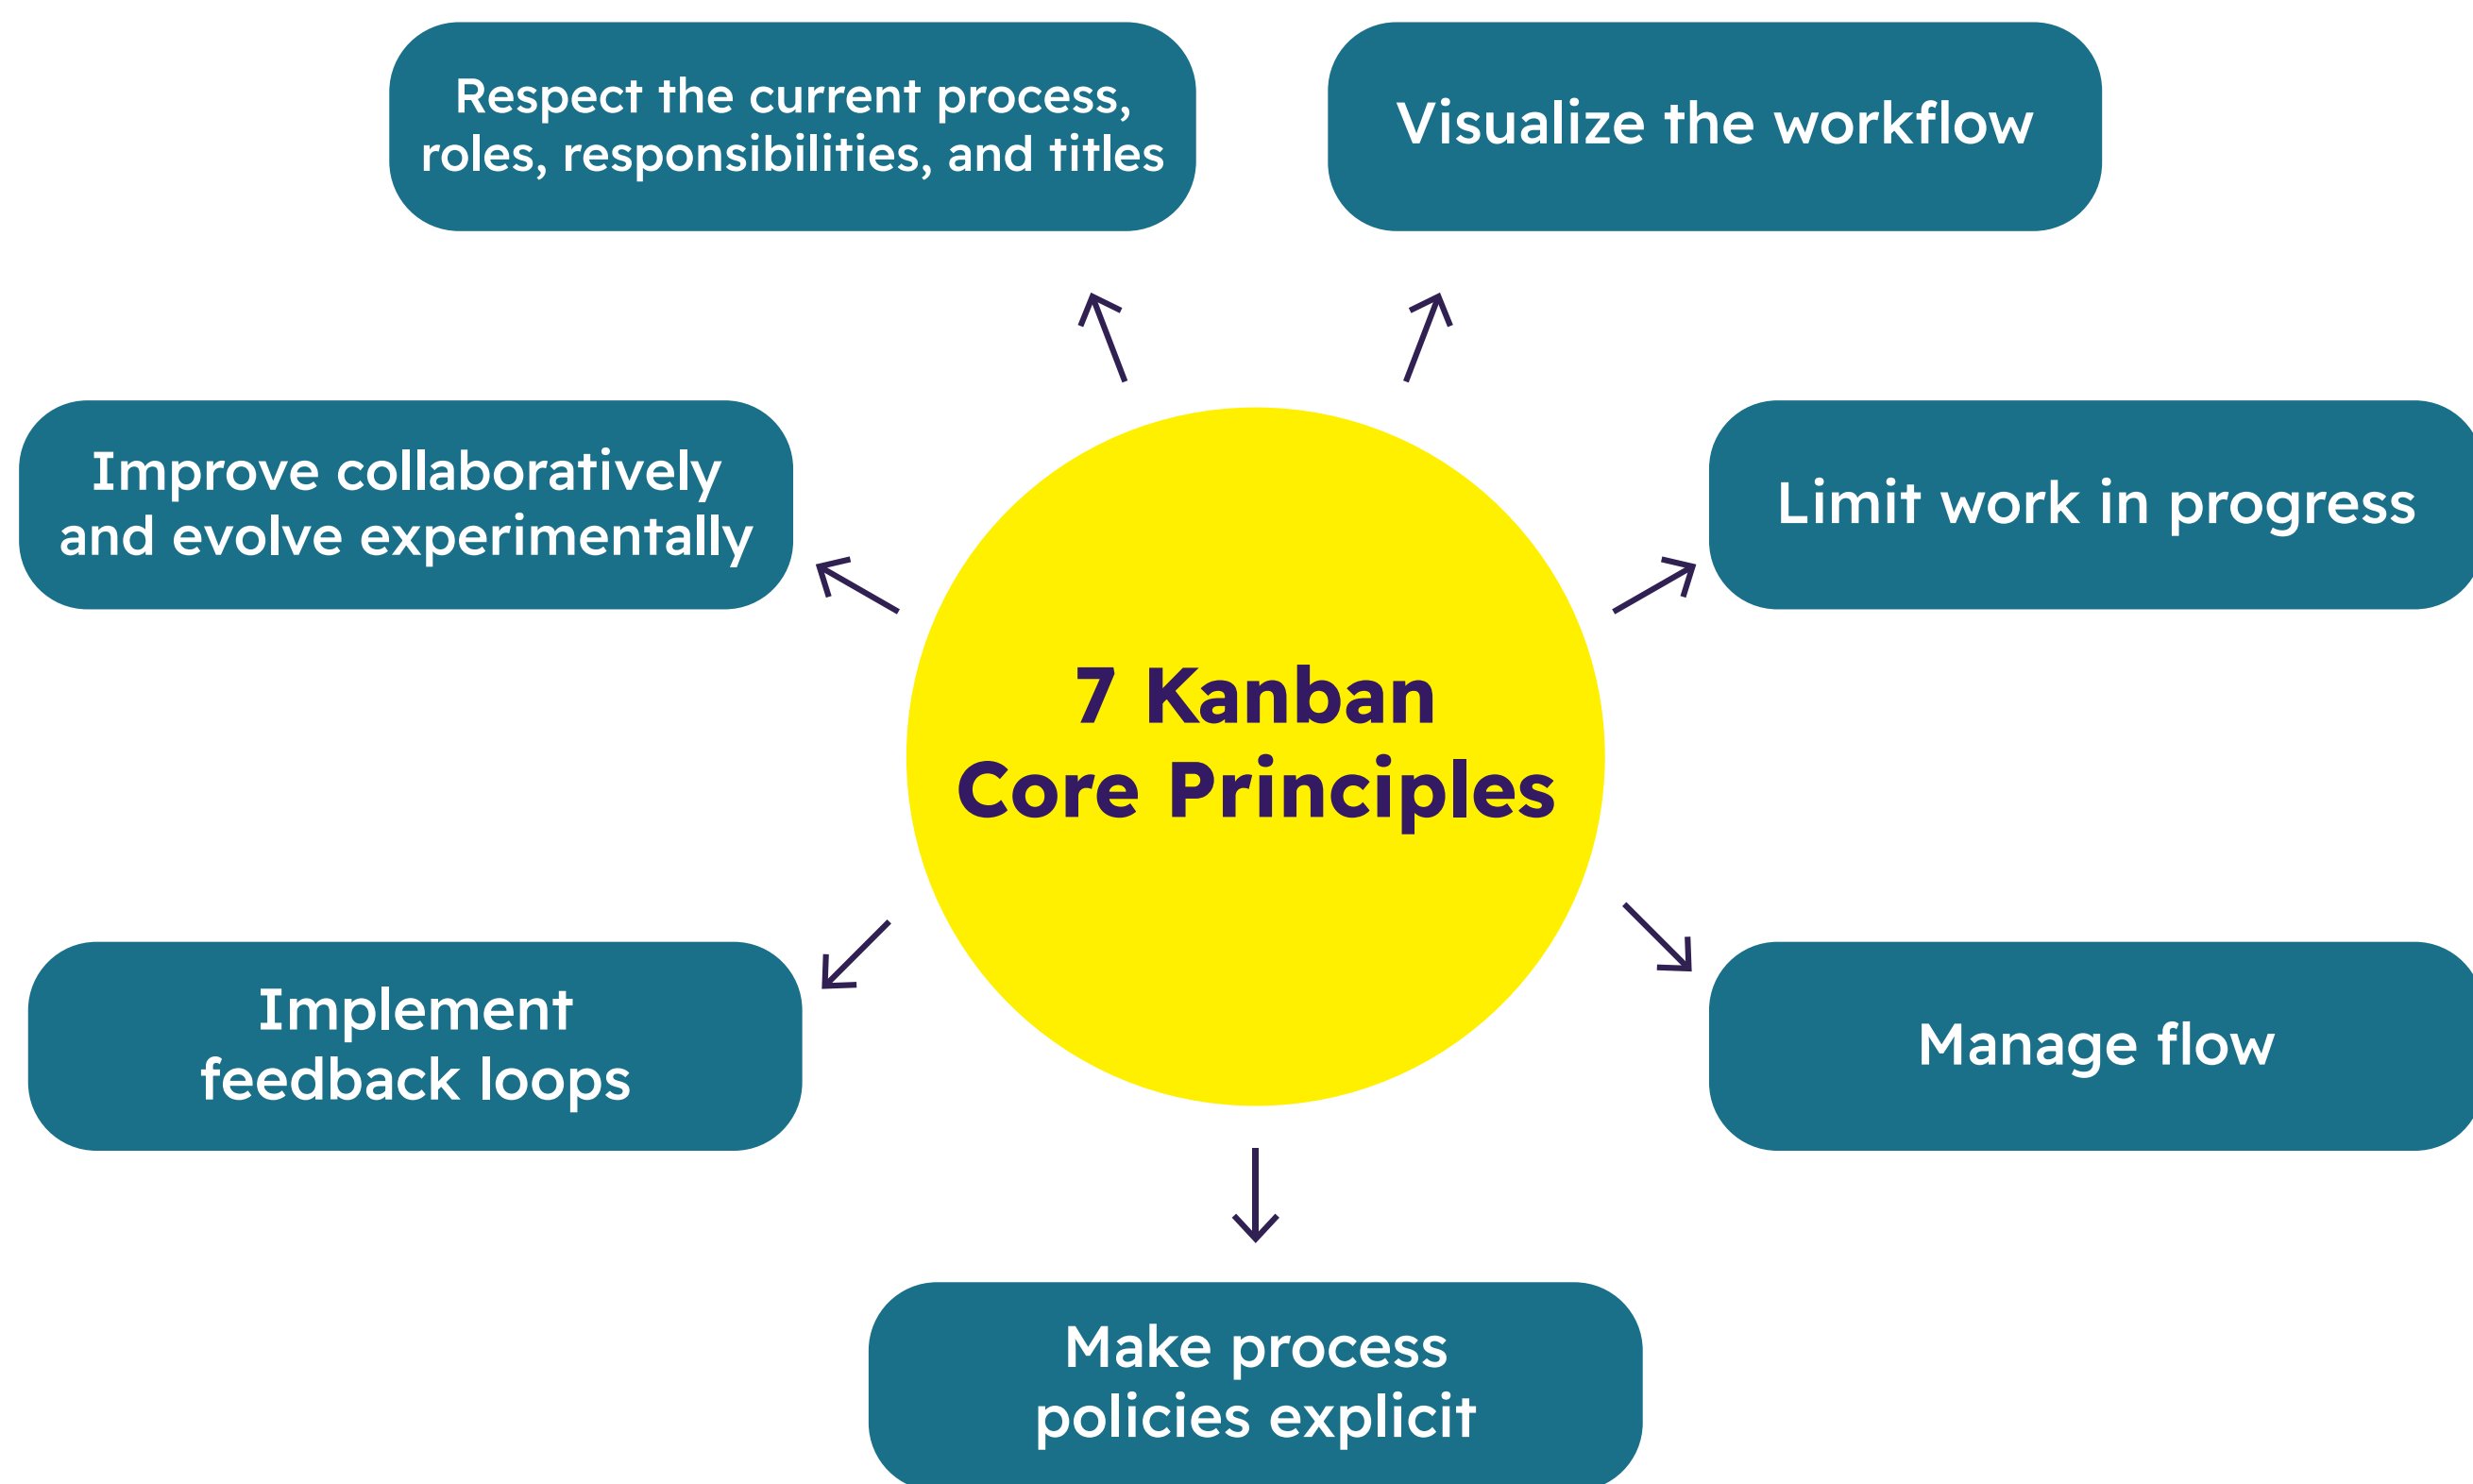 Respect the current process,
roles, responsibilities, and titles
Visualize the workflow
Improve collaboratively
and evolve experimentally
Limit work in progress
7 Kanban
Core Principles
Implement
feedback loops
Manage flow
Make process
policies explicit